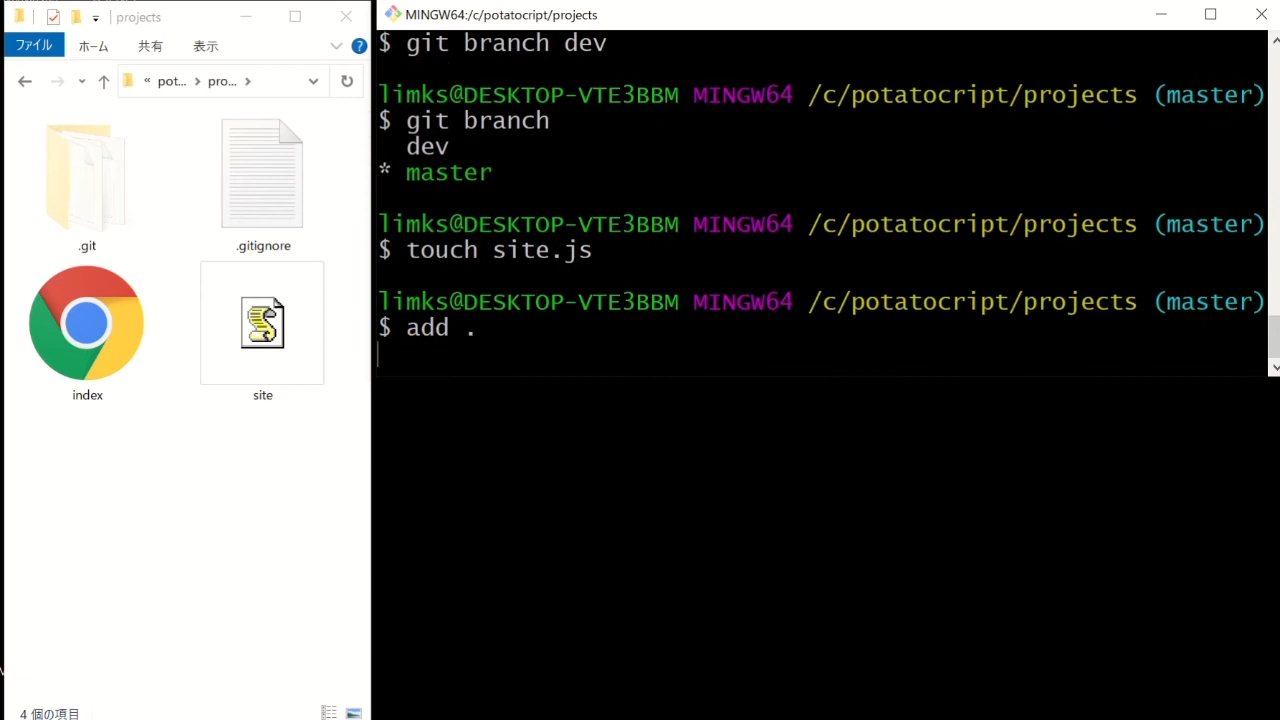 projects
ファイル ホーム 共有 表示
« pot... > pro... >
.git
.gitignore
index
site
4 個の項目
MINGW64:/c/potatocript/projects
$ git branch dev
limks@DESKTOP-VTE3BBM MINGW64 /c/potatocript/projects (master)
$ git branch
dev
* master
limks@DESKTOP-VTE3BBM MINGW64 /c/potatocript/projects (master)
$ touch site.js
limks@DESKTOP-VTE3BBM MINGW64 /c/potatocript/projects (master)
$ add .